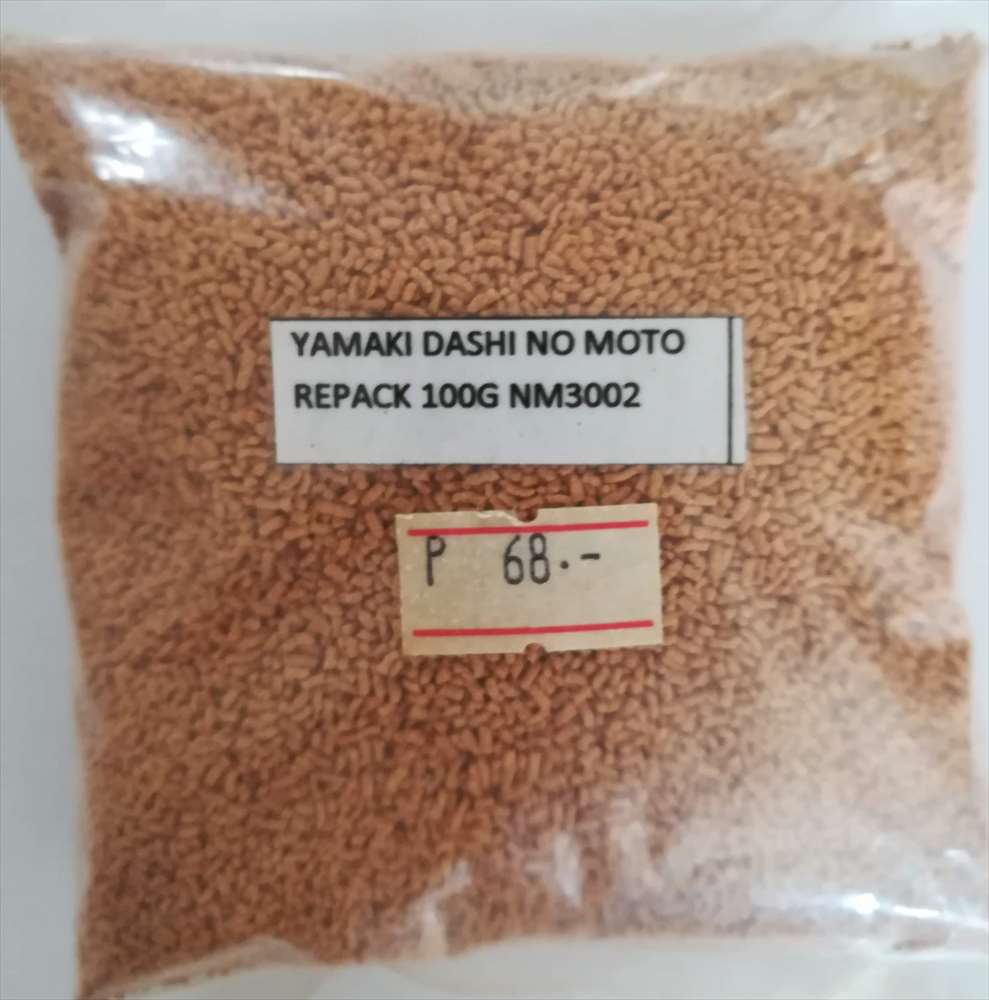 YAMAKI DASHI NO MOTO
REPACK 100G NM3002
P 68.-